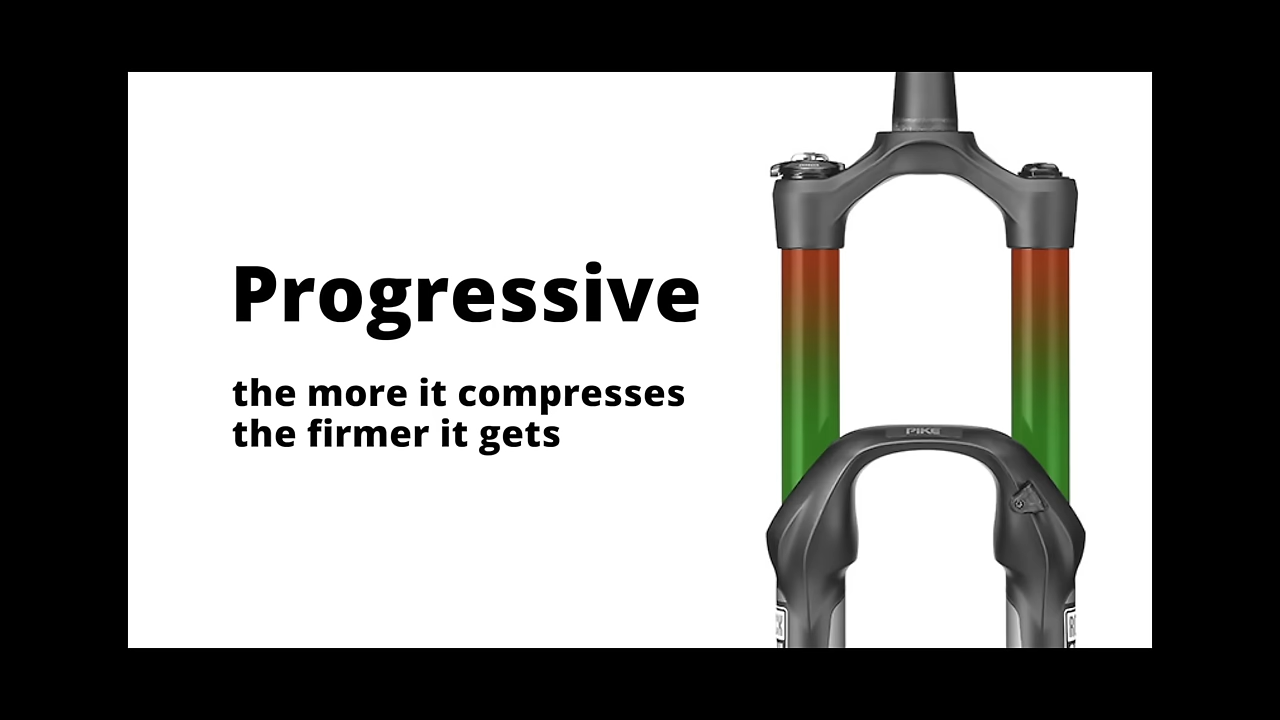 Progressive
the more it compresses
the firmer it gets
PIKE